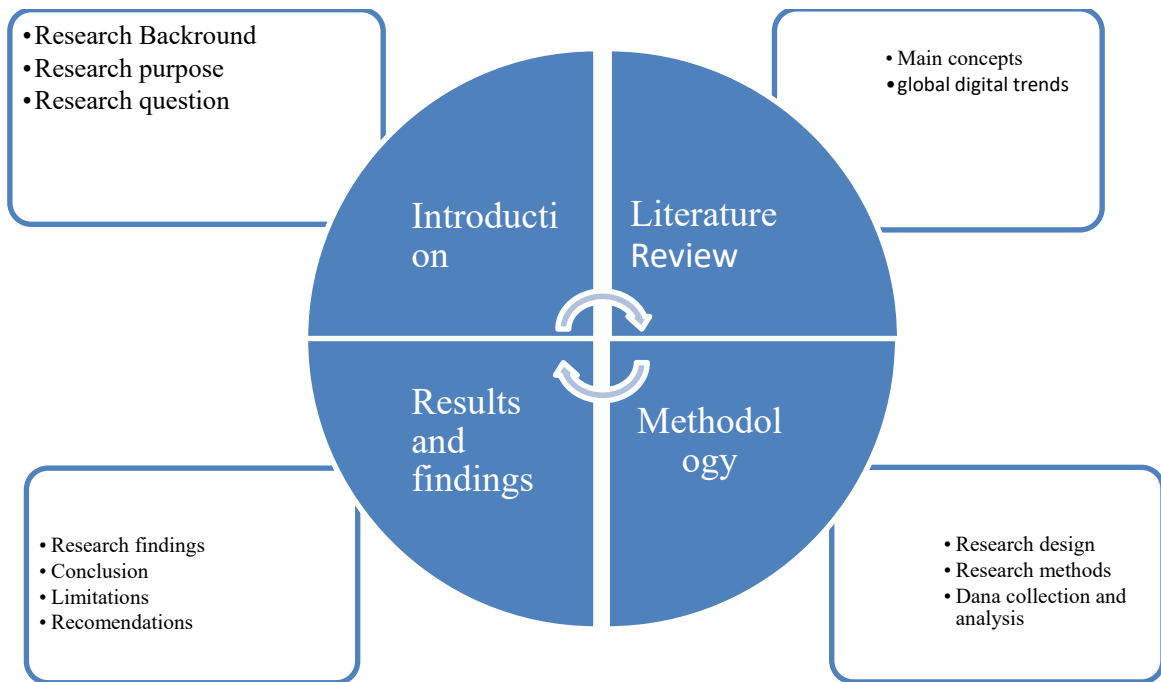 •Research Backround
•Research purpose
•Research question
• Main concepts
•global digital trends
Introducti
on
Literature
Review
Results
and
findings
Methodol
ogy
• Research findings
• Conclusion
• Limitations
• Recomendations
• Research design
• Research methods
• Dana collection and
analysis